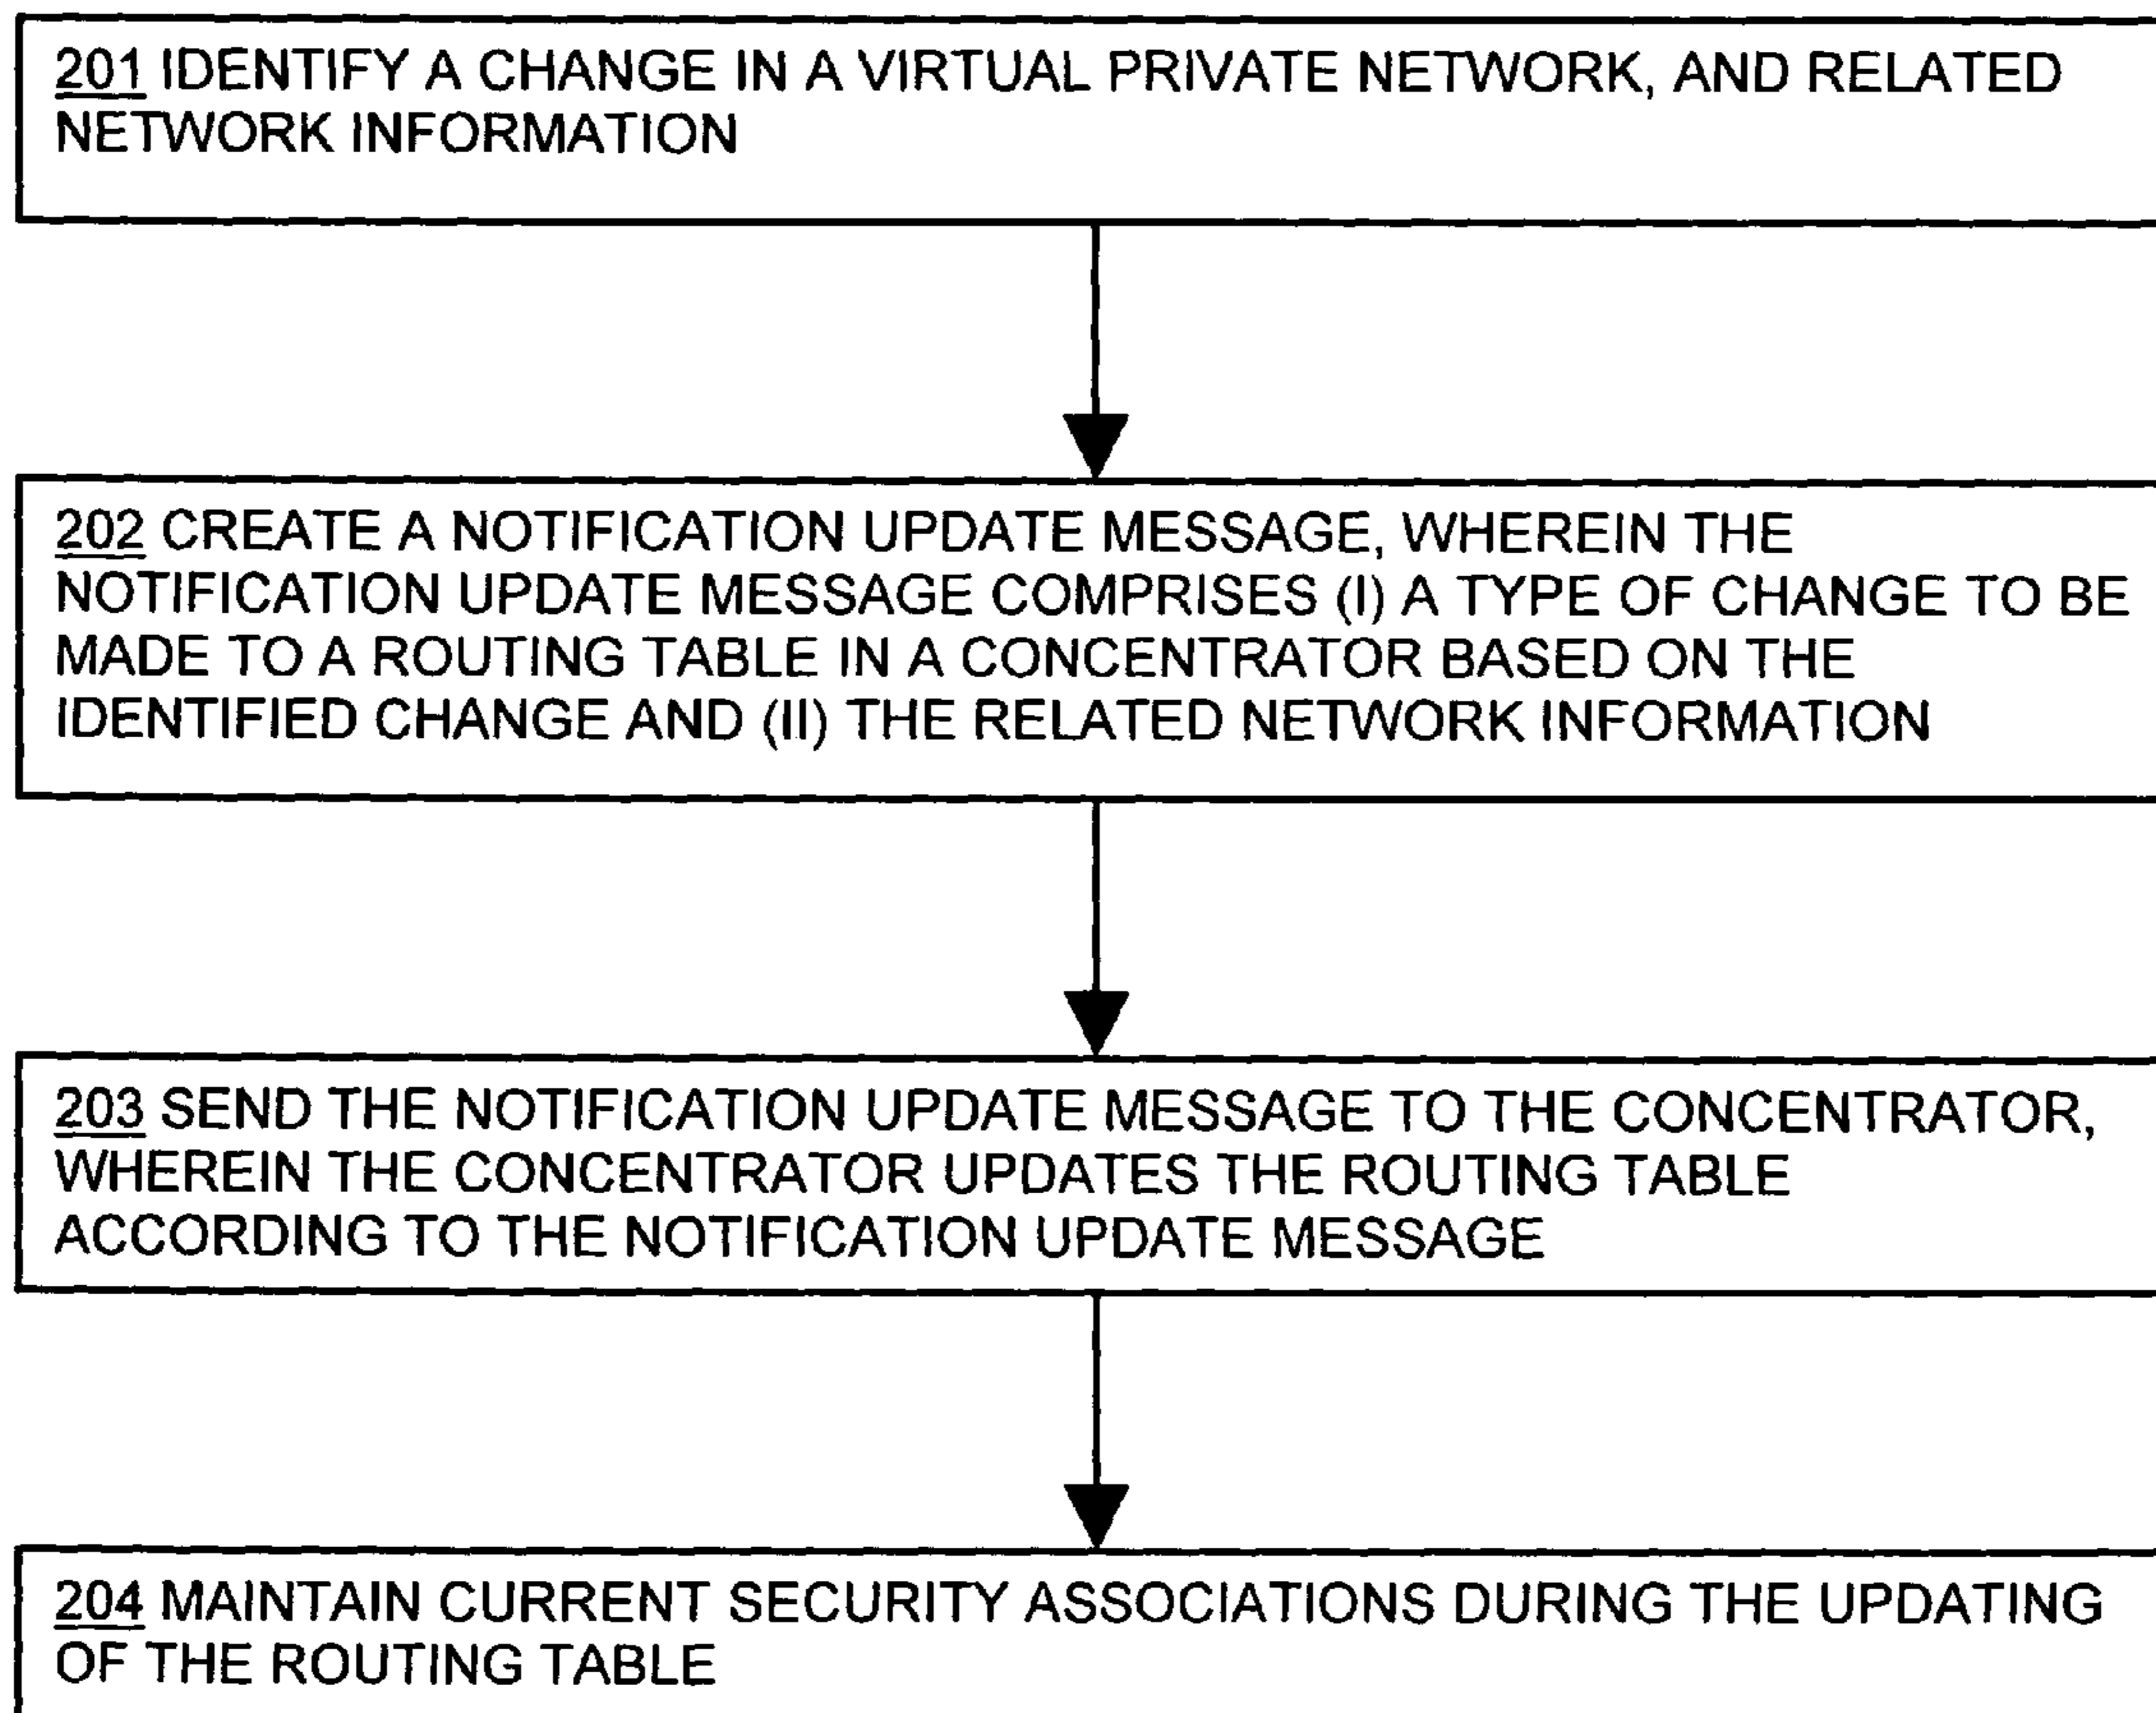 201 IDENTIFY A CHANGE IN A VIRTUAL PRIVATE NETWORK, AND RELATED
NETWORK INFORMATION
202 CREATE A NOTIFICATION UPDATE MESSAGE, WHEREIN THE
NOTIFICATION UPDATE MESSAGE COMPRISES (I) A TYPE OF CHANGE TO BE
MADE TO A ROUTING TABLE IN A CONCENTRATOR BASED ON THE
IDENTIFIED CHANGE AND (II) THE RELATED NETWORK INFORMATION
203 SEND THE NOTIFICATION UPDATE MESSAGE TO THE CONCENTRATOR,
WHEREIN THE CONCENTRATOR UPDATES THE ROUTING TABLE
ACCORDING TO THE NOTIFICATION UPDATE MESSAGE
204 MAINTAIN CURRENT SECURITY ASSOCIATIONS DURING THE UPDATING
OF THE ROUTING TABLE